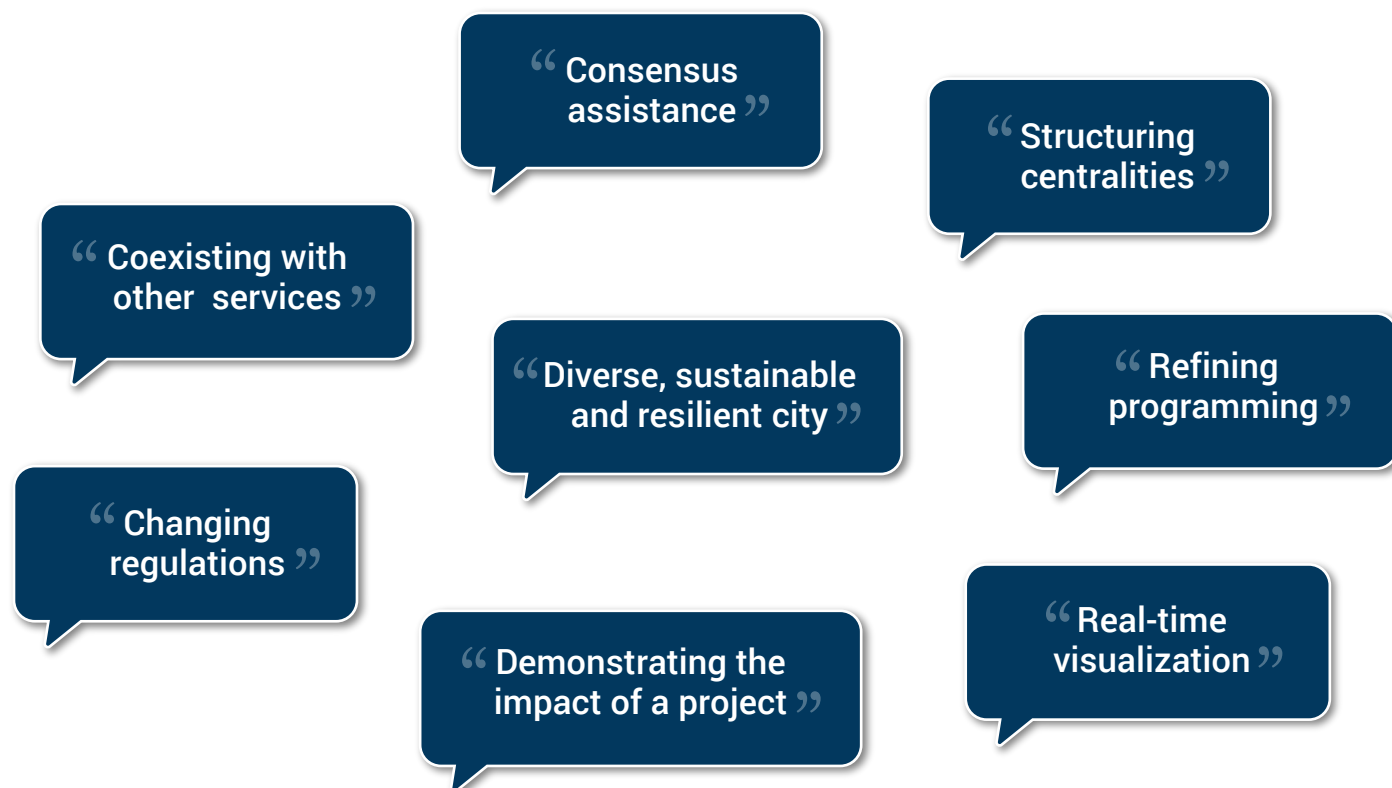 “ Consensus
assistance ”
“ Structuring
centralities ”
“ Coexisting with
other  services ”
“ Diverse, sustainable
and resilient city ”
“ Refining
programming ”
“ Changing
regulations ”
“ Real-time
visualization ”
“ Demonstrating the
impact of a project ”